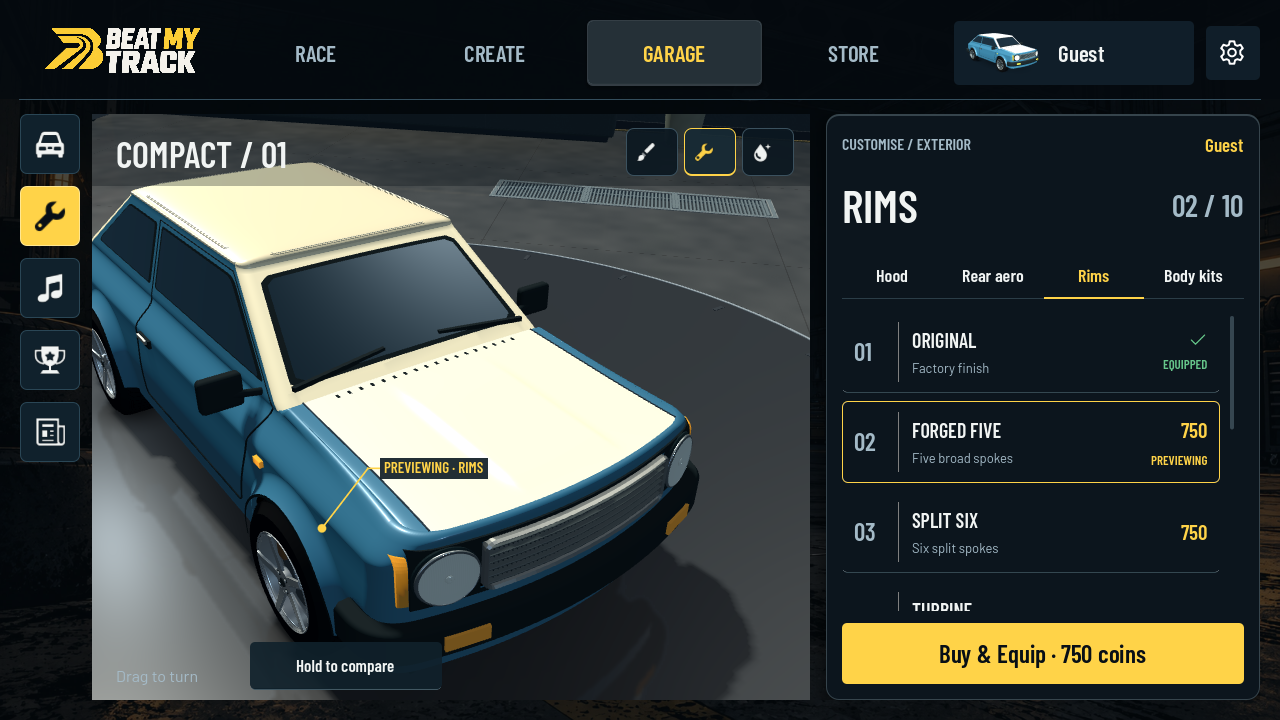 BEAT MY TRACK
RACE
CREATE
GARAGE
STORE
Guest
COMPACT / 01
PREVIEWING · RIMS
Drag to turn
Hold to compare
CUSTOMISE / EXTERIOR
Guest
RIMS
02 / 10
Hood
Rear aero
Rims
Body kits
01
ORIGINAL
Factory finish
EQUIPPED
02
FORGED FIVE
Five broad spokes
750
PREVIEWING
03
SPLIT SIX
Six split spokes
750
TURBINE
Buy & Equip · 750 coins